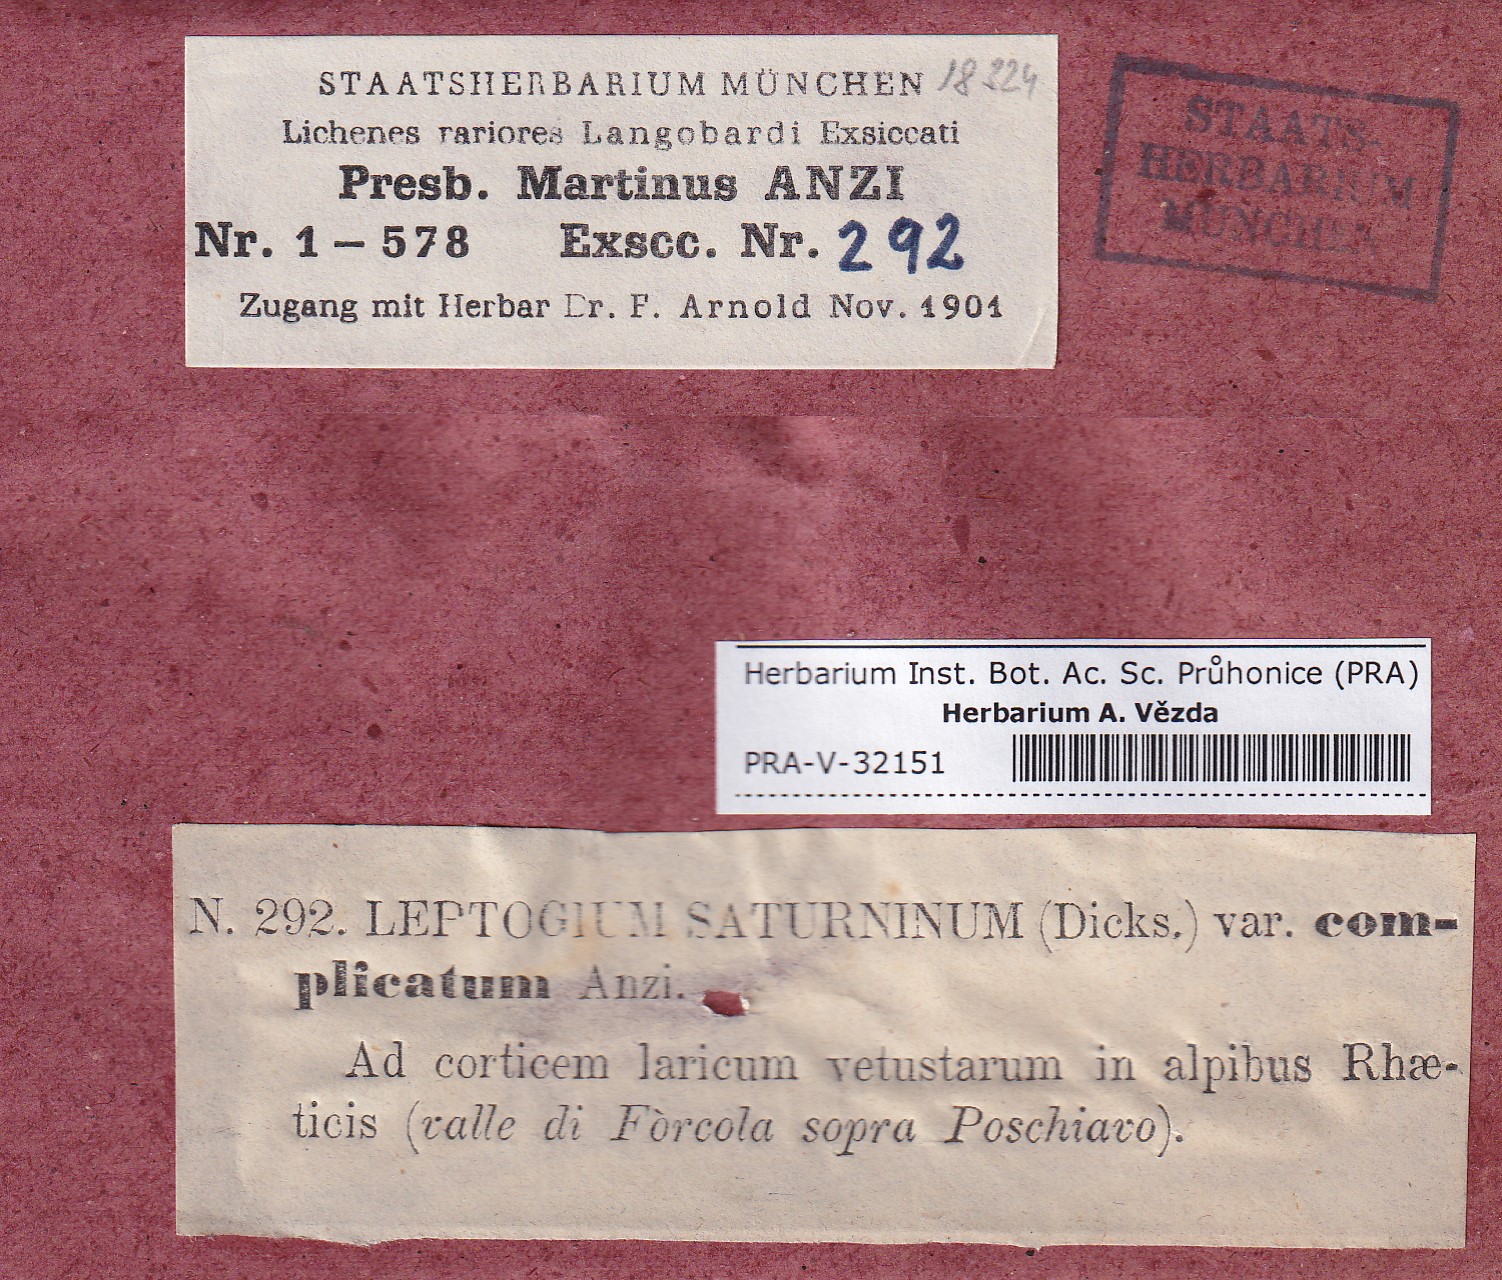 STAATSHERBARIUM MÜNCHEN 18324
Lichenes rariores Langobardi Exsiccati
Presb. Martinus ANZI
Nr. 1 – 578 Exscc. Nr. 292
Zugang mit Herbar Dr. F. Arnold Nov. 1901
STAATS-
HERBARIUM
MÜNCHEN
Herbarium Inst. Bot. Ac. Sc. Průhonice (PRA)
Herbarium A. Vězda
PRA-V-32151
N. 292. LEPTOGIUM SATURNINUM (Dicks.) var. com-
plicatum Anzi.
Ad corticem laricum vetustarum in alpibus Rhæ-
ticis (valle di Fòrcola sopra Poschiavo).